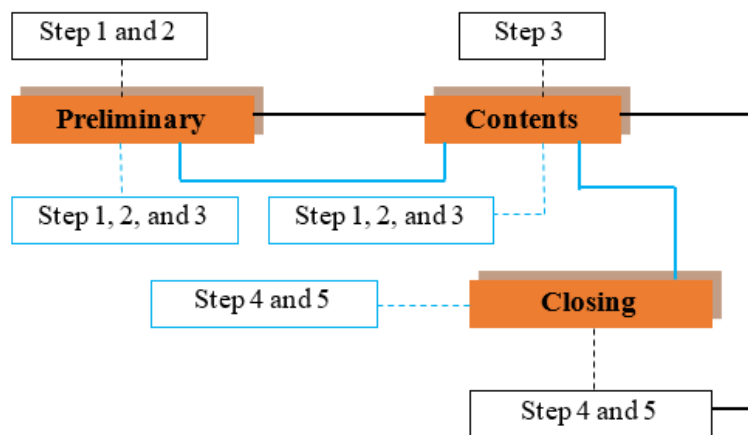 Step 1 and 2
Step 3
Preliminary
Contents
Step 1, 2, and 3
Step 1, 2, and 3
Step 4 and 5
Closing
Step 4 and 5